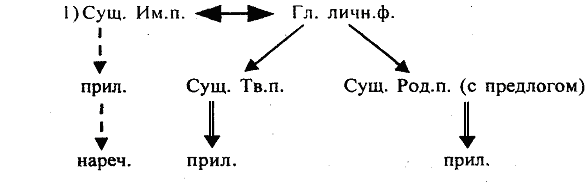 1) Сущ. Им.п. Гл. личн.ф.
прил. Сущ. Тв.п. Сущ. Род.п. (с предлогом)
нареч. прил. прил.